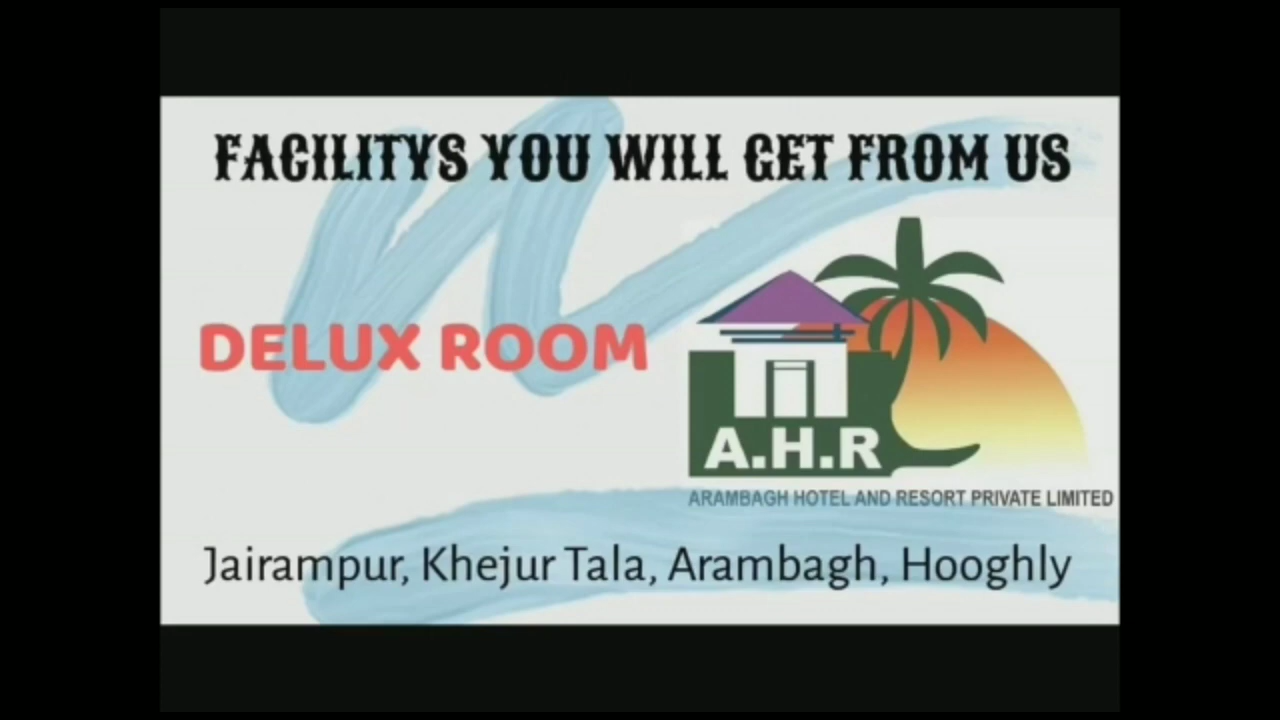 FACILITYS YOU WILL GET FROM US
DELUX ROOM
A.H.R
ARAMBAGH HOTEL AND RESORT PRIVATE LIMITED
Jairampur, Khejur Tala, Arambagh, Hooghly